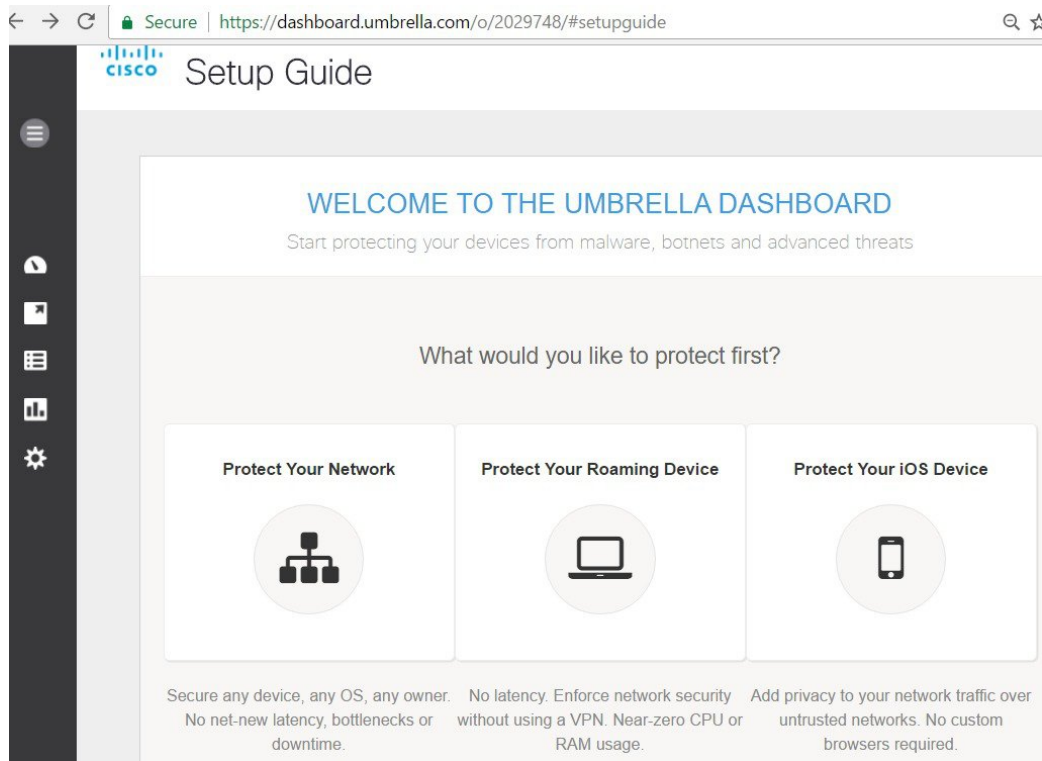 Secure | https://dashboard.umbrella.com/o/2029748/#setupguide
CISCO
Setup Guide
WELCOME TO THE UMBRELLA DASHBOARD
Start protecting your devices from malware, botnets and advanced threats
What would you like to protect first?
Protect Your Network
Protect Your Roaming Device
Protect Your iOS Device
Secure any device, any OS, any owner.
No net-new latency, bottlenecks or
downtime.
No latency. Enforce network security
without using a VPN. Near-zero CPU or
RAM usage.
Add privacy to your network traffic over
untrusted networks. No custom
browsers required.